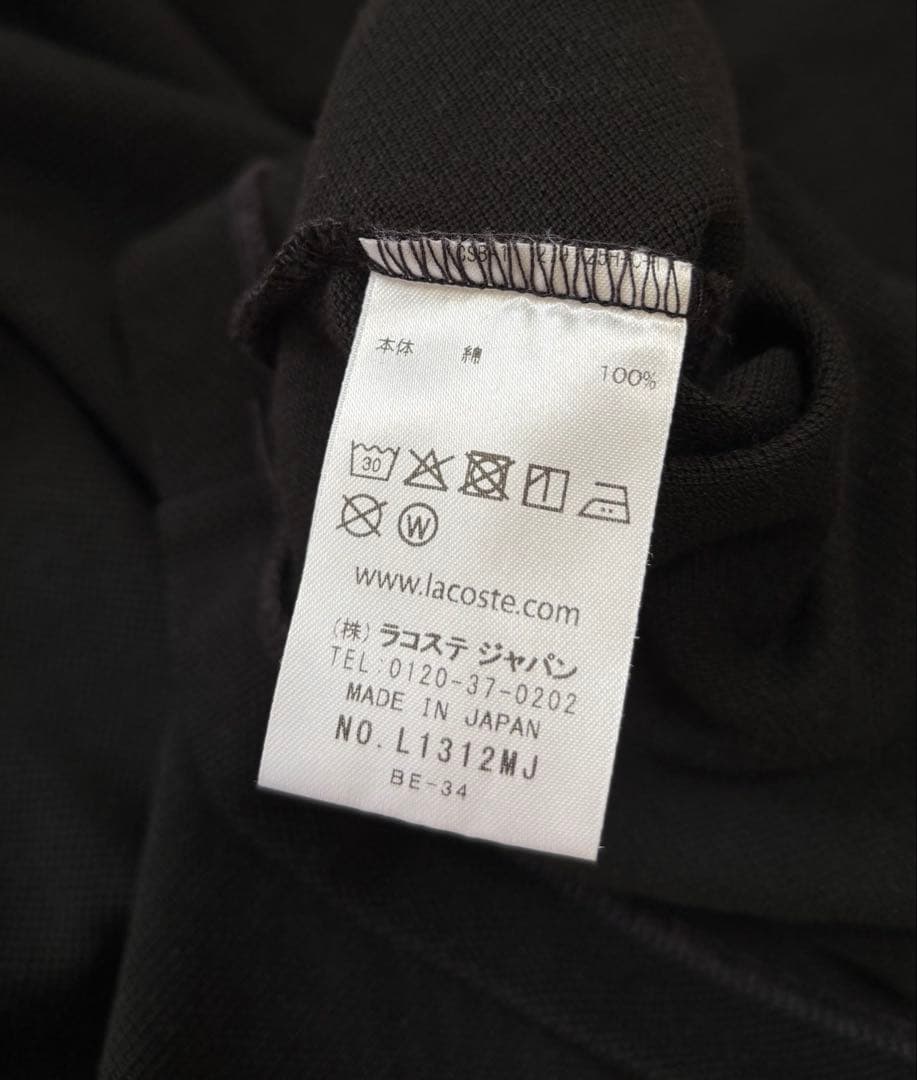 本体 綿 100%
30
W
www.lacoste.com
(株) ラコステ ジャパン
TEL:0120-37-0202
MADE IN JAPAN
NO. L1312MJ
BE-34